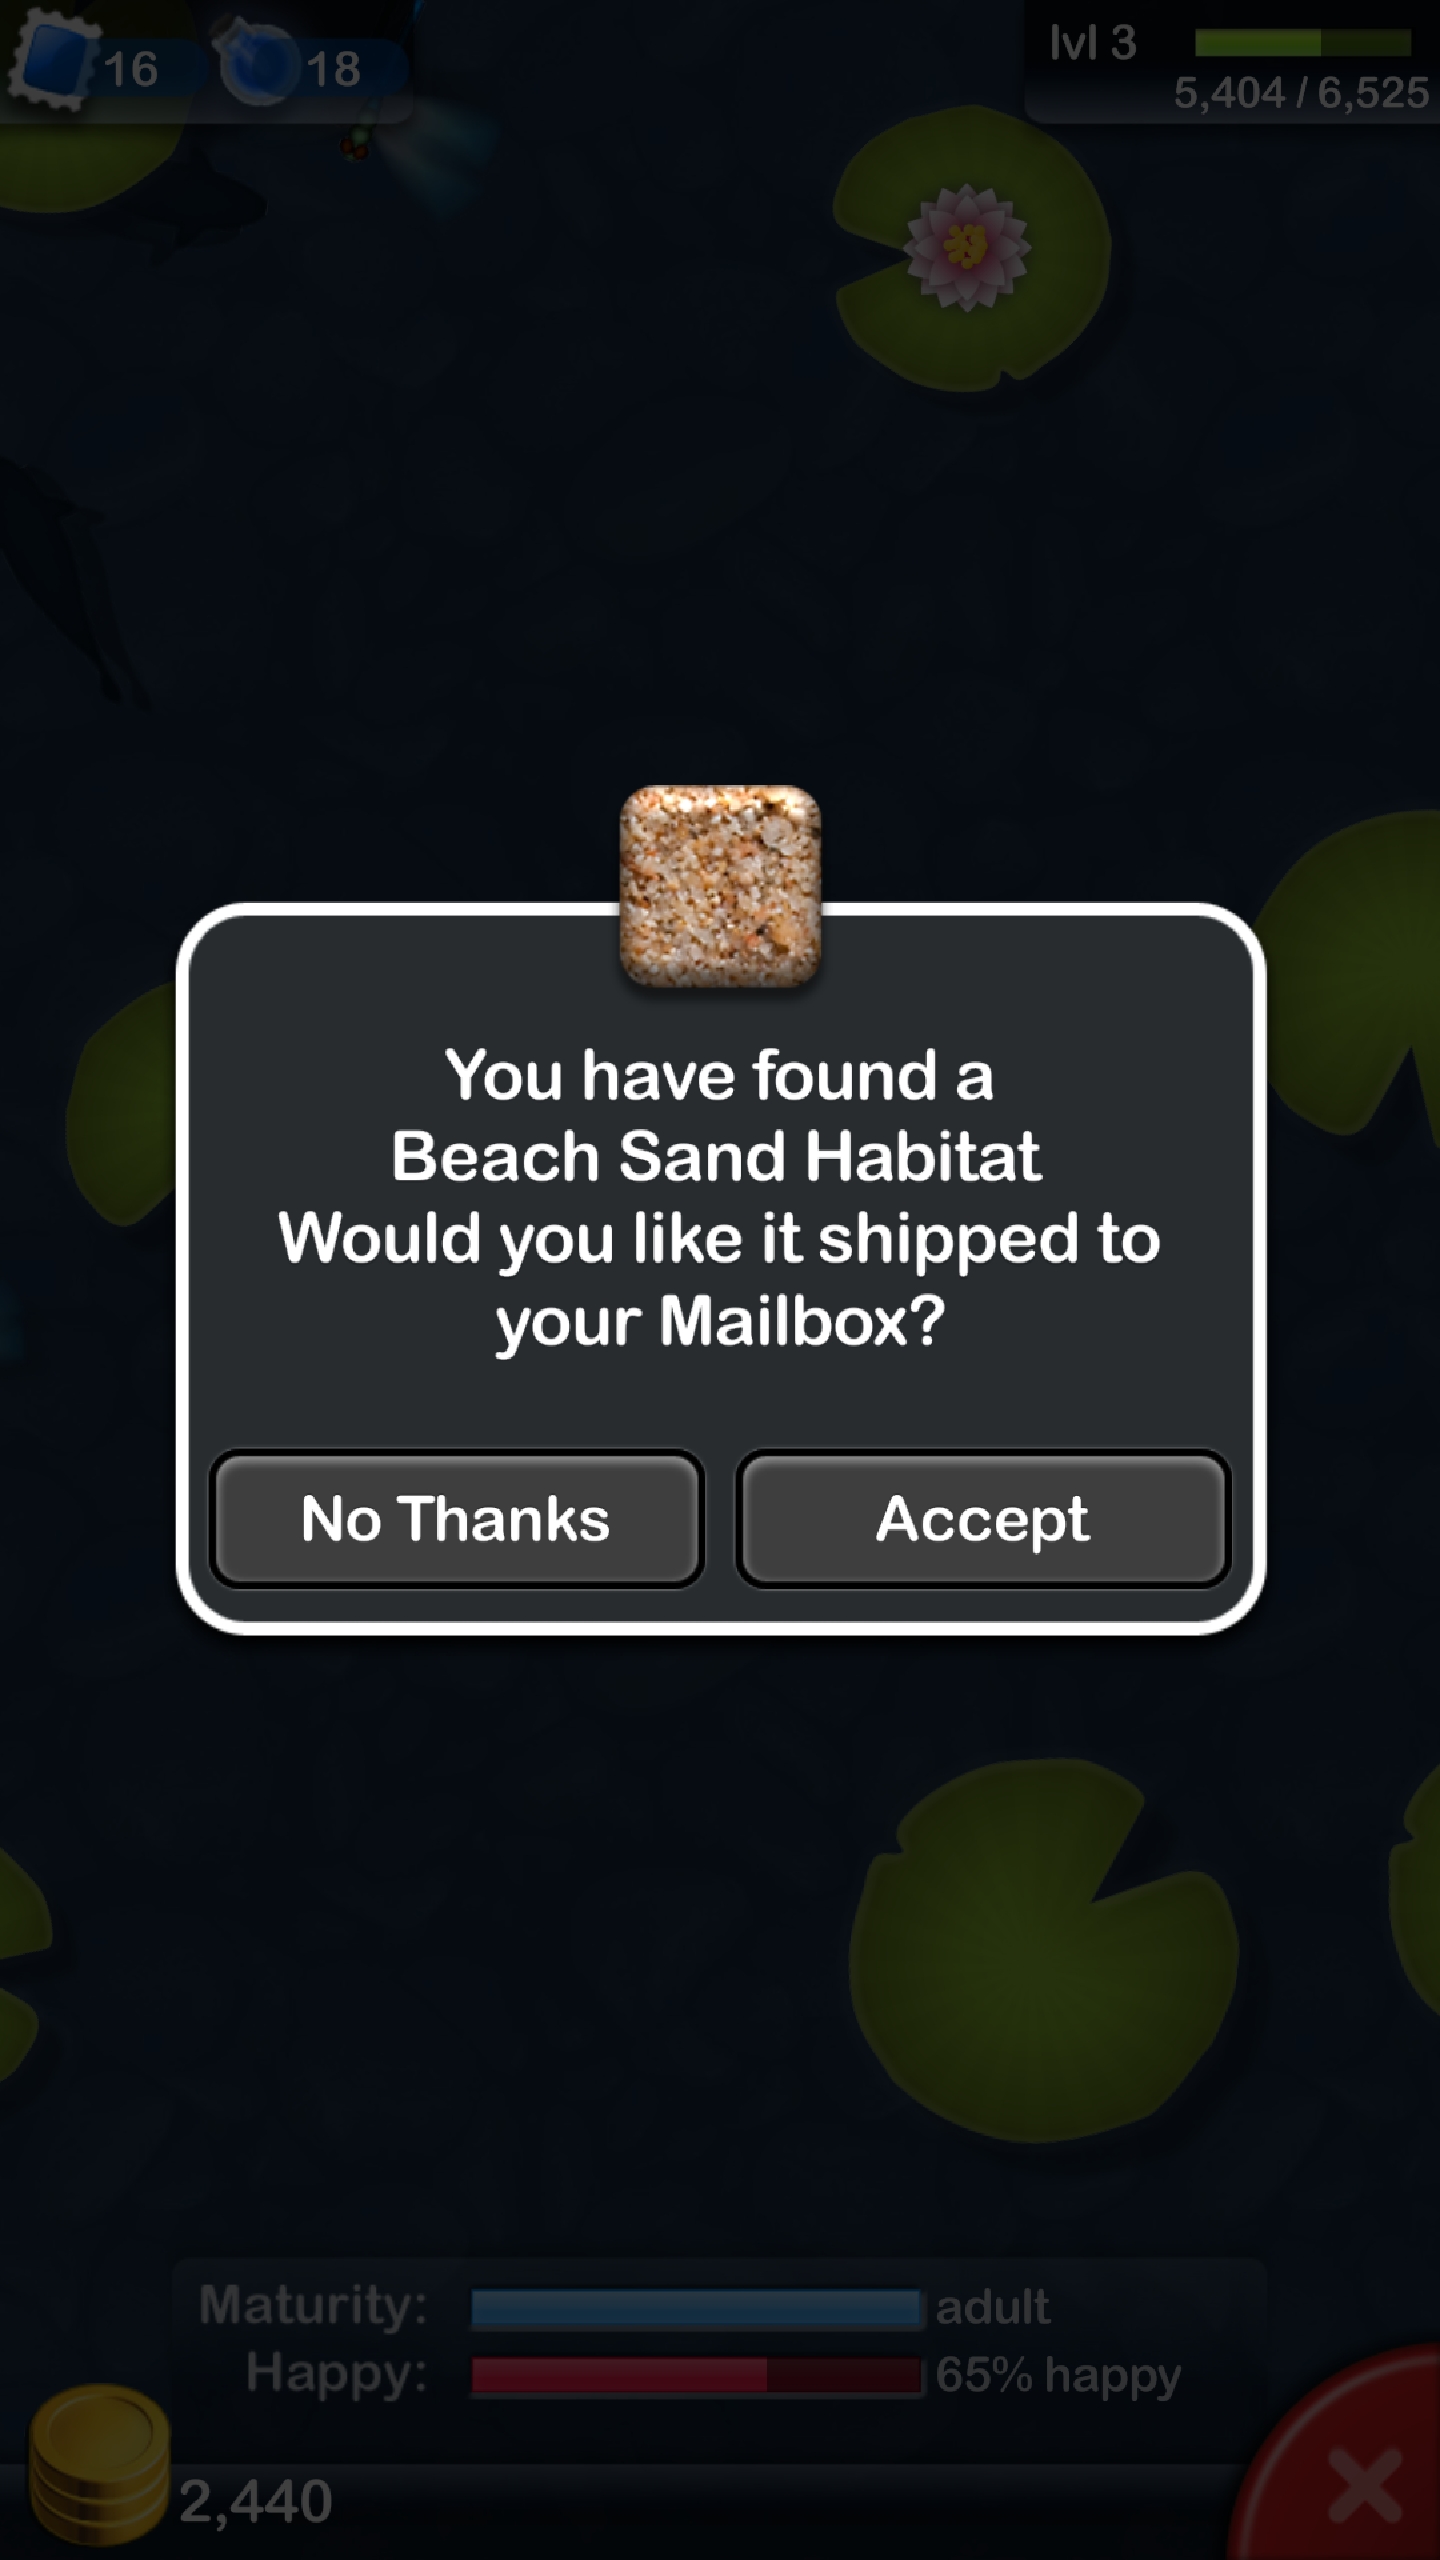 16
18
lvl 3
5,404 / 6,525
You have found a
Beach Sand Habitat
Would you like it shipped to
your Mailbox?
No Thanks
Accept
Maturity:
adult
Happy:
65% happy
2,440